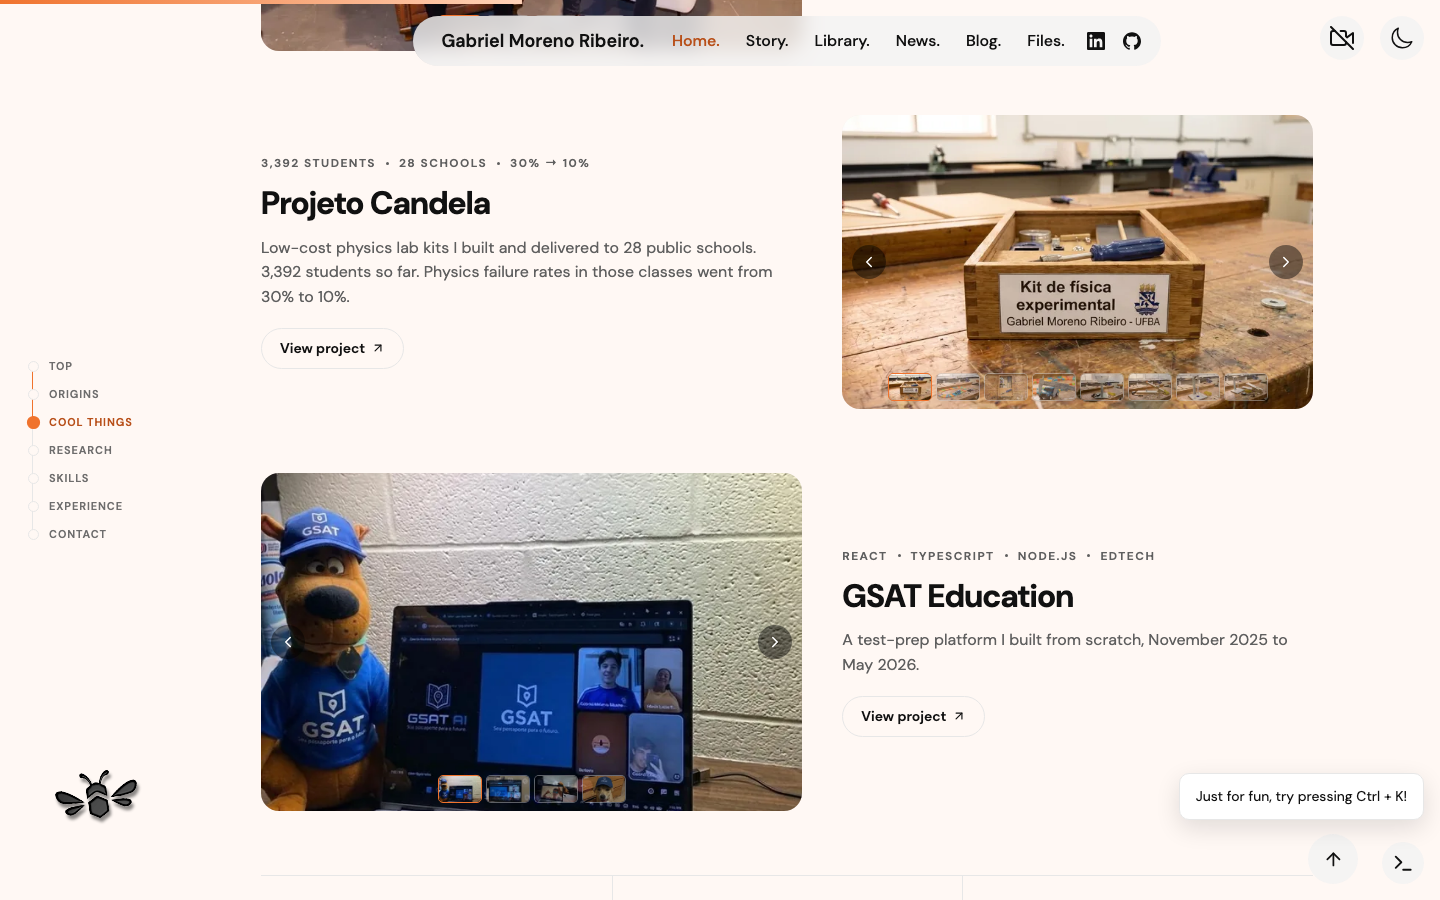 Gabriel Moreno Ribeiro. Home. Story. Library. News. Blog. Files.
3,392 STUDENTS • 28 SCHOOLS • 30% → 10%
Projeto Candela
Low-cost physics lab kits I built and delivered to 28 public schools.
3,392 students so far. Physics failure rates in those classes went from
30% to 10%.
View project
Kit de física
experimental
Gabriel Moreno Ribeiro - UFBA
TOP
ORIGINS
COOL THINGS
RESEARCH
SKILLS
EXPERIENCE
CONTACT
GSAT
GSAT
GSAT AI
GSAT
REACT • TYPESCRIPT • NODE.JS • EDTECH
GSAT Education
A test-prep platform I built from scratch, November 2025 to
May 2026.
View project
Just for fun, try pressing Ctrl + K!